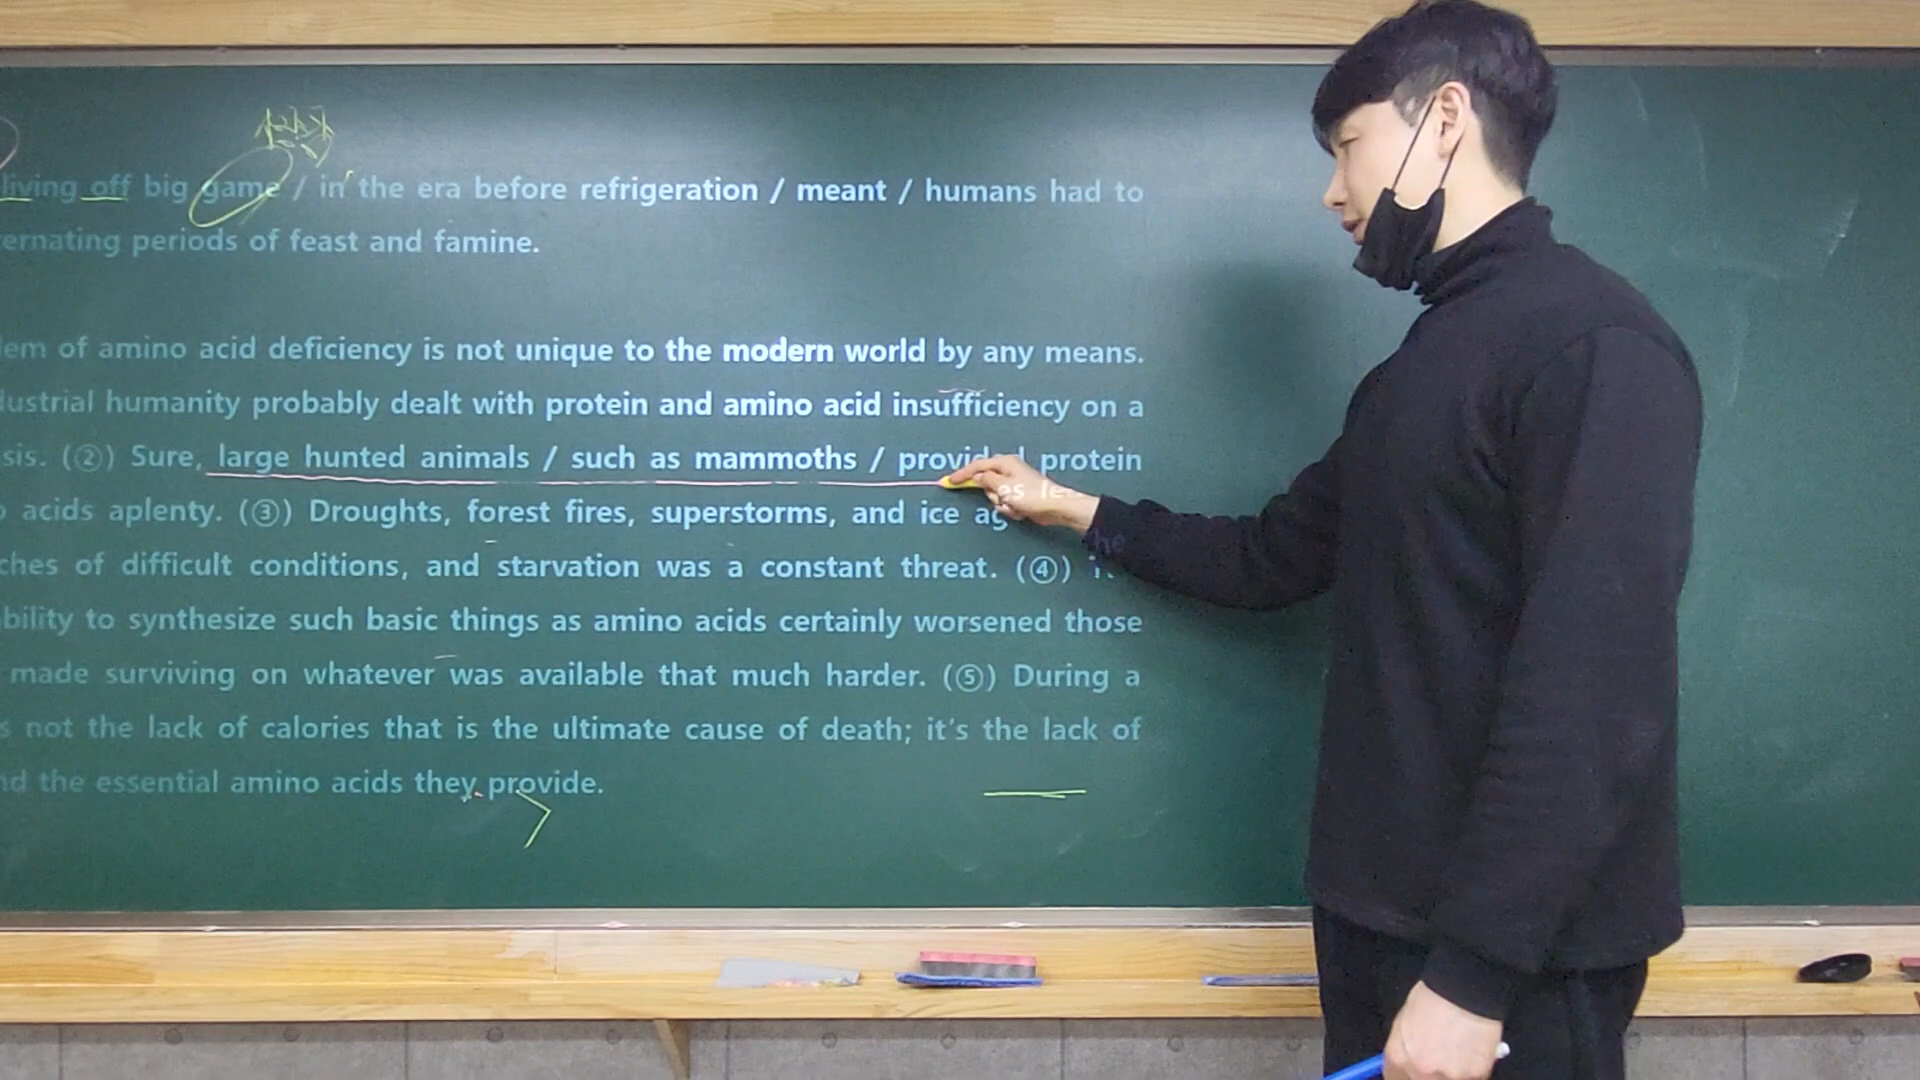 living off big game / in the era before refrigeration / meant / humans had to
ternating periods of feast and famine.
lem of amino acid deficiency is not unique to the modern world by any means.
dustrial humanity probably dealt with protein and amino acid insufficiency on a
sis. (②) Sure, large hunted animals / such as mammoths / provided protein
o acids aplenty. (③) Droughts, forest fires, superstorms, and ice ages led
ches of difficult conditions, and starvation was a constant threat. (④) The
bility to synthesize such basic things as amino acids certainly worsened those
made surviving on whatever was available that much harder. (⑤) During a
s not the lack of calories that is the ultimate cause of death; it's the lack of
nd the essential amino acids they provide.